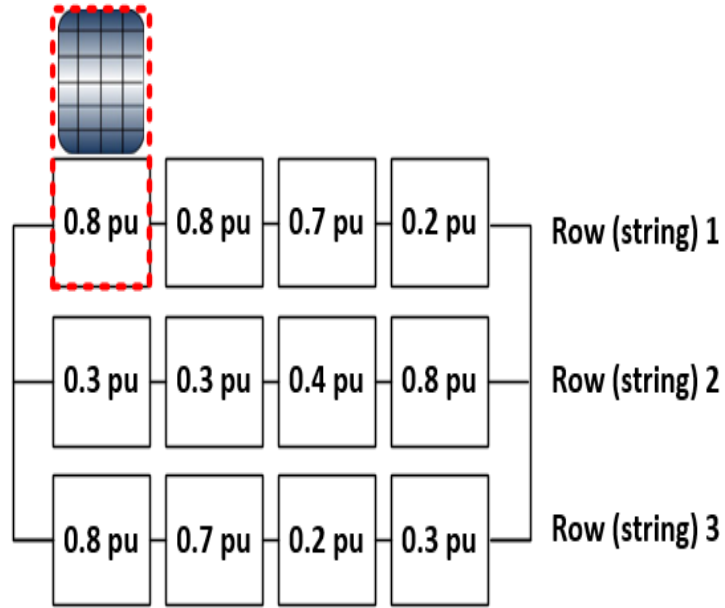 0.8 pu 0.8 pu 0.7 pu 0.2 pu Row (string) 1
0.3 pu 0.3 pu 0.4 pu 0.8 pu Row (string) 2
0.8 pu 0.7 pu 0.2 pu 0.3 pu Row (string) 3